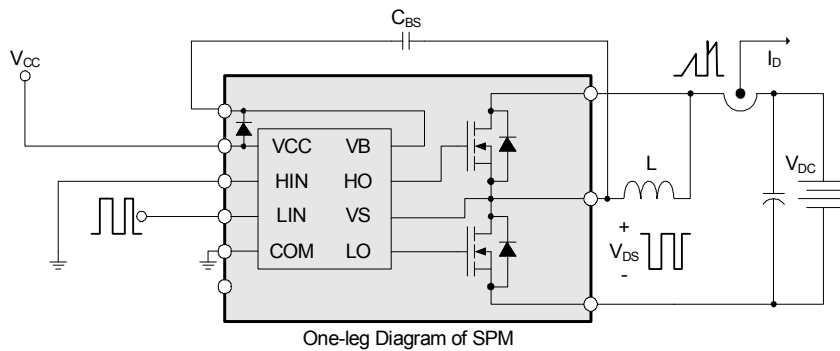 C_BS
V_CC
I_D
VCC VB
HIN HO
LIN VS
COM LO
L
V_DC
+
V_DS
-
One-leg Diagram of SPM